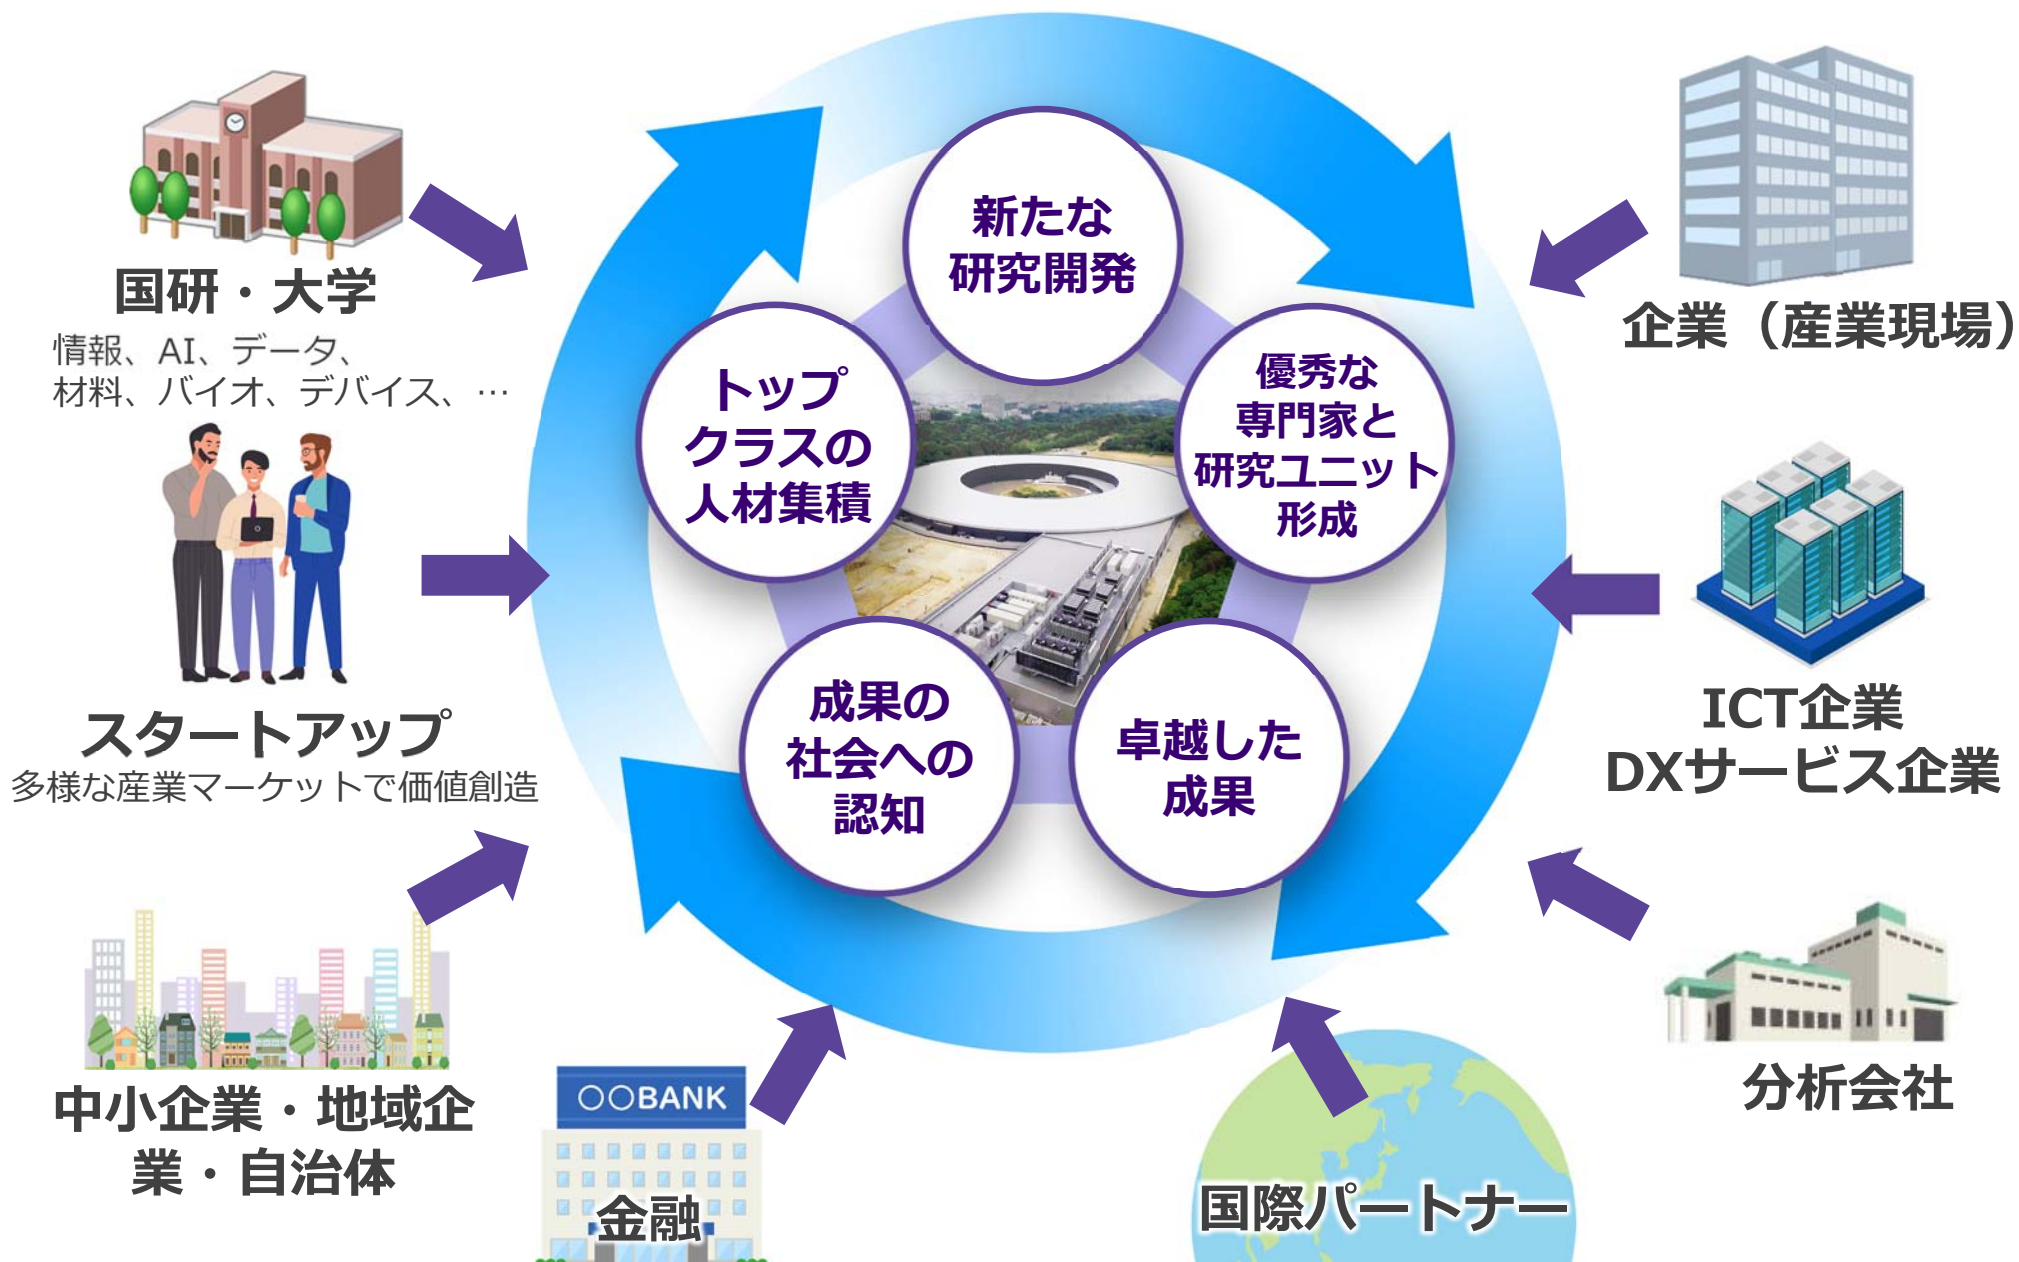 新たな
研究開発
優秀な
専門家と
研究ユニット
形成
卓越した
成果
成果の
社会への
認知
トップ
クラスの
人材集積
国研・大学
情報、AI、データ、
材料、バイオ、デバイス、…
スタートアップ
多様な産業マーケットで価値創造
中小企業・地域企
業・自治体
〇〇BANK
金融
国際パートナー
企業（産業現場）
ICT企業
DXサービス企業
分析会社